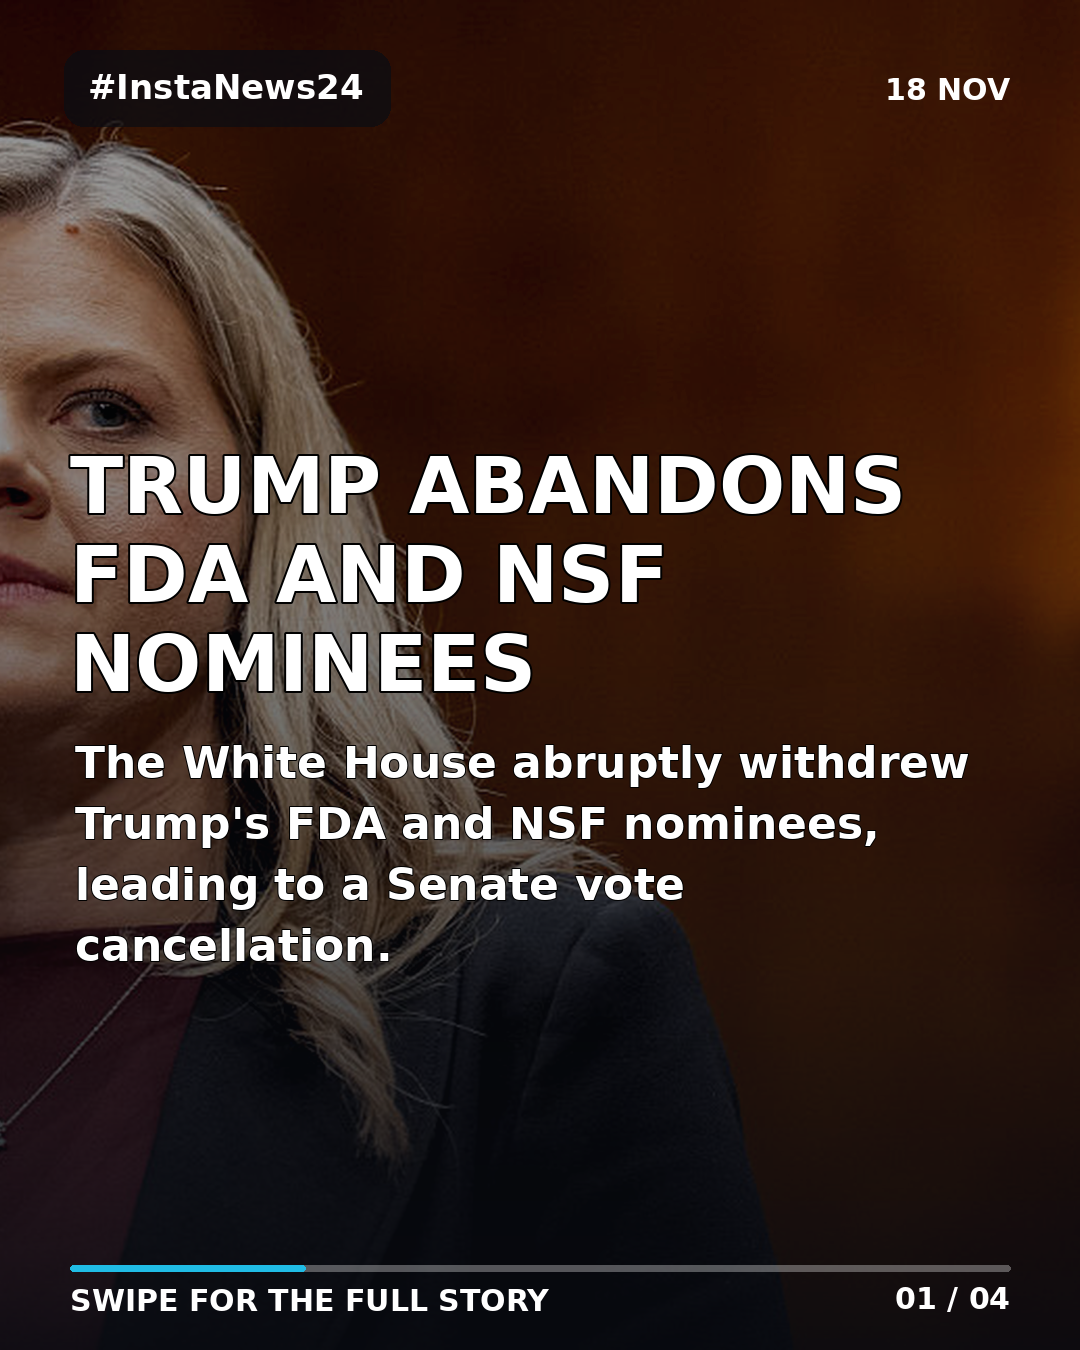 #InstaNews24
18 NOV
TRUMP ABANDONS
FDA AND NSF
NOMINEES
The White House abruptly withdrew
Trump's FDA and NSF nominees,
leading to a Senate vote
cancellation.
SWIPE FOR THE FULL STORY
01 / 04